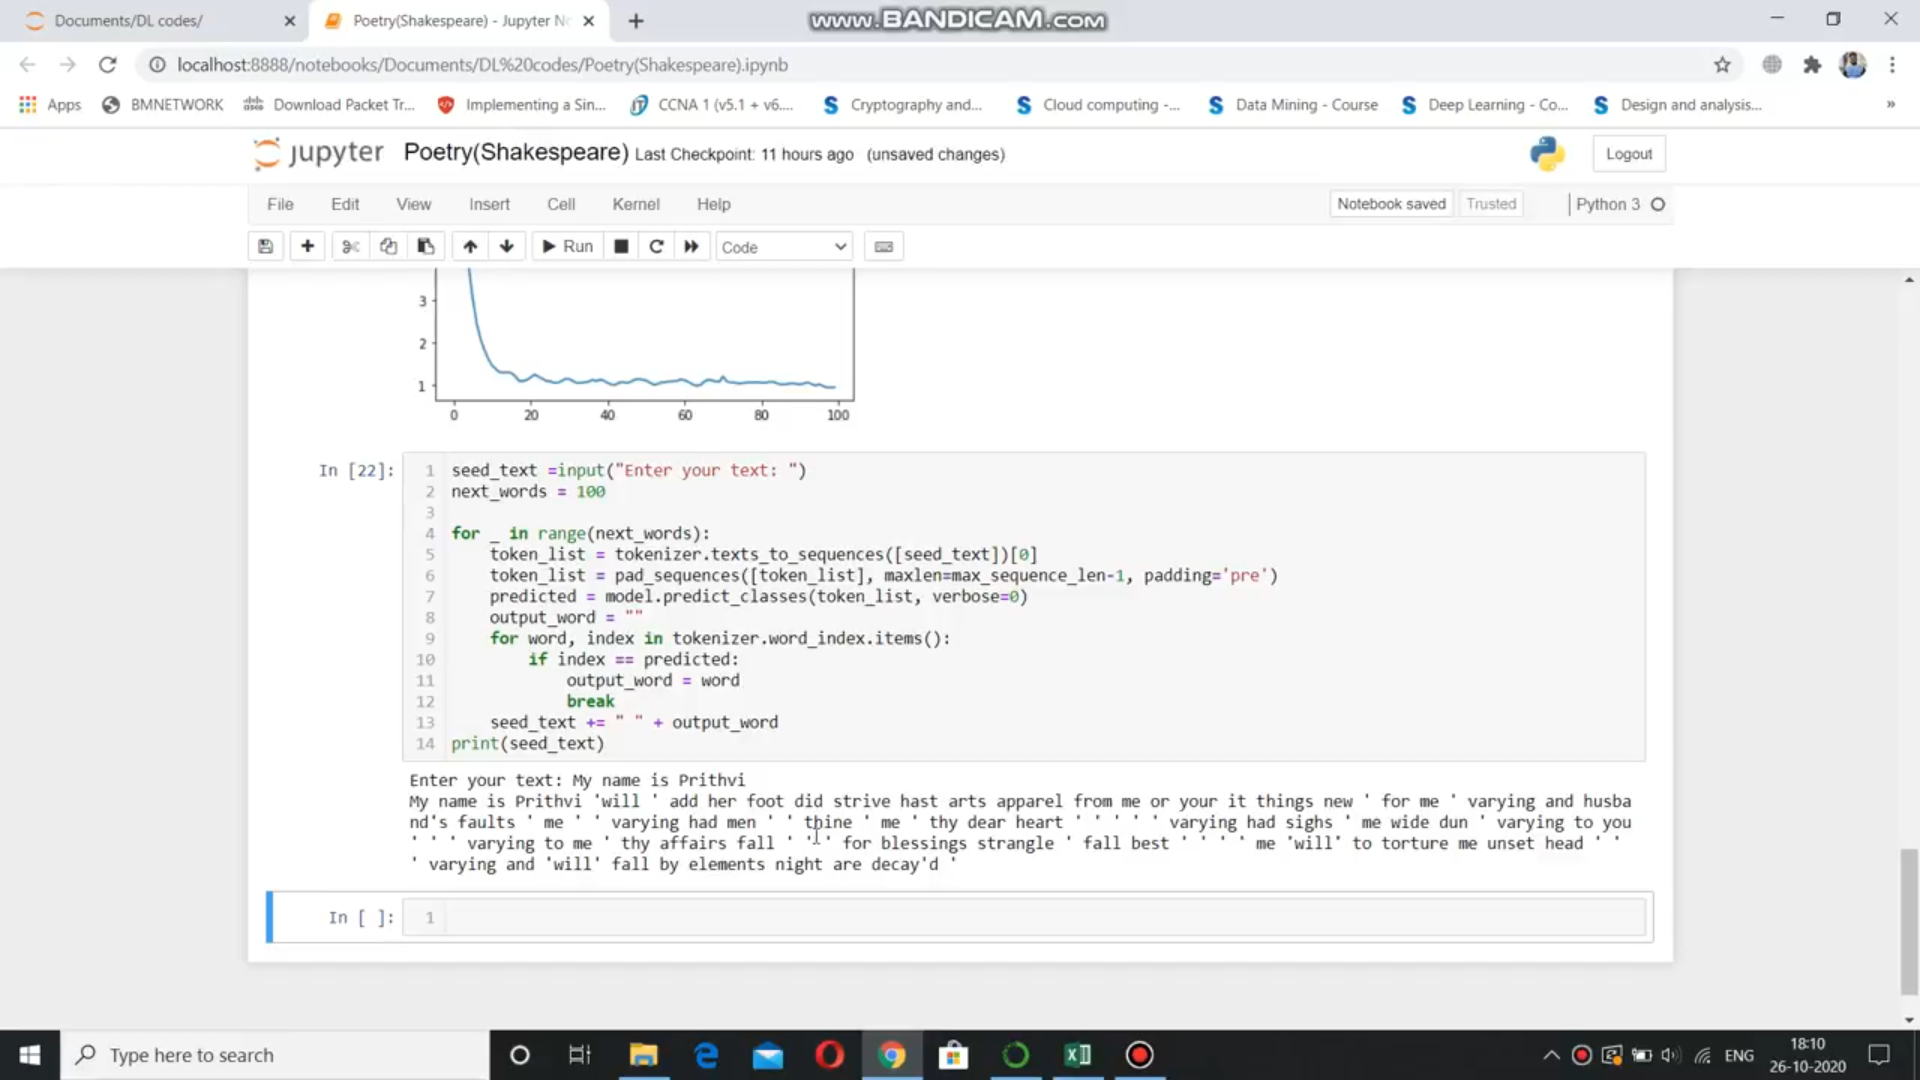 Documents/DL codes/
Poetry(Shakespeare) - Jupyter No
www.BANDICAM.com
localhost:8888/notebooks/Documents/DL%20codes/Poetry(Shakespeare).ipynb
Apps
BMNETWORK
Download Packet Tr...
Implementing a Sin...
CCNA 1 (v5.1 + v6....
Cryptography and...
Cloud computing -...
Data Mining - Course
Deep Learning - Co...
Design and analysis...
»
jupyter Poetry(Shakespeare) Last Checkpoint: 11 hours ago (unsaved changes)
Logout
File Edit View Insert Cell Kernel Help
Notebook saved Trusted Python 3
Run Code
3
2
1
0 20 40 60 80 100
In [22]:
1 seed_text =input("Enter your text: ")
2 next_words = 100
3
4 for _ in range(next_words):
5 token_list = tokenizer.texts_to_sequences([seed_text])[0]
6 token_list = pad_sequences([token_list], maxlen=max_sequence_len-1, padding='pre')
7 predicted = model.predict_classes(token_list, verbose=0)
8 output_word = ""
9 for word, index in tokenizer.word_index.items():
10 if index == predicted:
11 output_word = word
12 break
13 seed_text += " " + output_word
14 print(seed_text)
Enter your text: My name is Prithvi
My name is Prithvi 'will ' add her foot did strive hast arts apparel from me or your it things new ' for me ' varying and husba
nd's faults ' me ' ' varying had men ' ' thine ' me ' thy dear heart ' ' ' ' ' varying had sighs ' me wide dun ' varying to you
' ' ' varying to me ' thy affairs fall ' ' ' for blessings strangle ' fall best ' ' ' ' me 'will' to torture me unset head ' '
' varying and 'will' fall by elements night are decay'd '
In [ ]: 1
Type here to search
ENG
18:10
26-10-2020